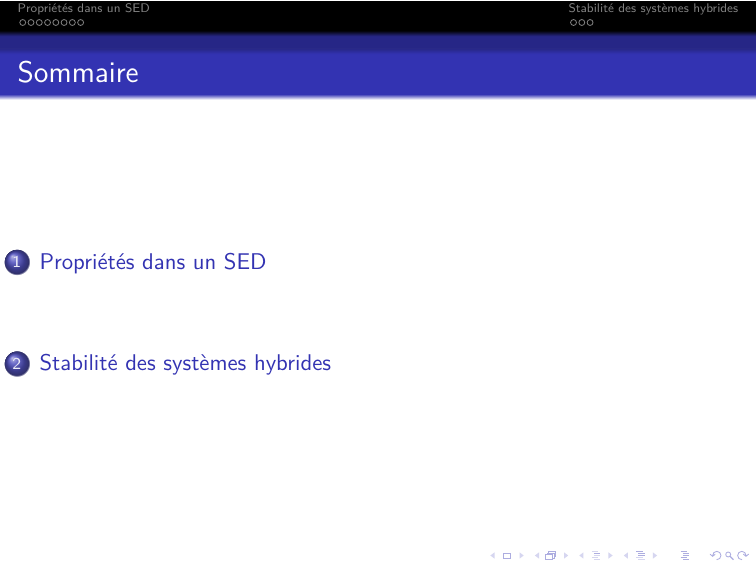 Propriétés dans un SED
Stabilité des systèmes hybrides
Sommaire
1 Propriétés dans un SED
2 Stabilité des systèmes hybrides